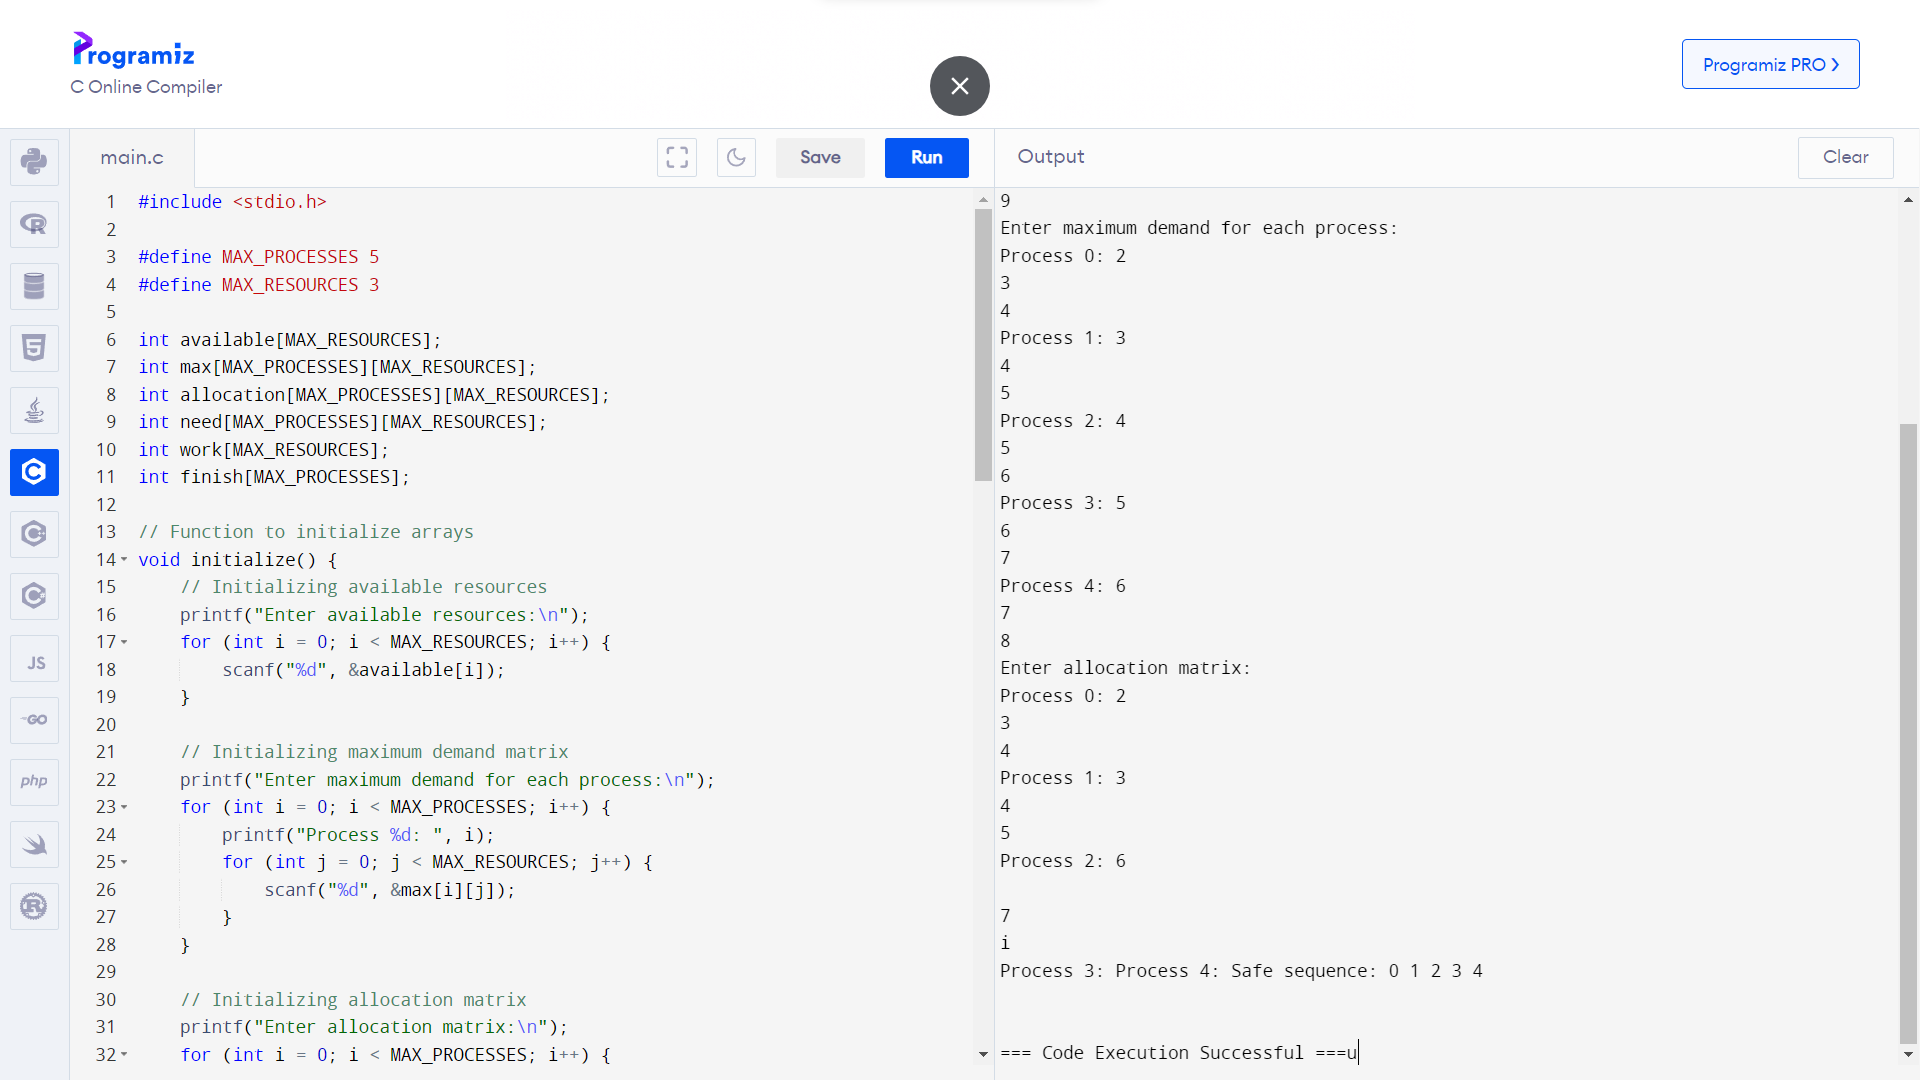 Programiz
C Online Compiler
Programiz PRO
main.c
Save
Run
Output
Clear
1 #include <stdio.h>
2
3 #define MAX_PROCESSES 5
4 #define MAX_RESOURCES 3
5
6 int available[MAX_RESOURCES];
7 int max[MAX_PROCESSES][MAX_RESOURCES];
8 int allocation[MAX_PROCESSES][MAX_RESOURCES];
9 int need[MAX_PROCESSES][MAX_RESOURCES];
10 int work[MAX_RESOURCES];
11 int finish[MAX_PROCESSES];
12
13 // Function to initialize arrays
14 void initialize() {
15     // Initializing available resources
16     printf("Enter available resources:\n");
17     for (int i = 0; i < MAX_RESOURCES; i++) {
18         scanf("%d", &available[i]);
19     }
20
21     // Initializing maximum demand matrix
22     printf("Enter maximum demand for each process:\n");
23     for (int i = 0; i < MAX_PROCESSES; i++) {
24         printf("Process %d: ", i);
25         for (int j = 0; j < MAX_RESOURCES; j++) {
26             scanf("%d", &max[i][j]);
27         }
28     }
29
30     // Initializing allocation matrix
31     printf("Enter allocation matrix:\n");
32     for (int i = 0; i < MAX_PROCESSES; i++) {
9
Enter maximum demand for each process:
Process 0: 2
3
4
Process 1: 3
4
5
Process 2: 4
5
6
Process 3: 5
6
7
Process 4: 6
7
8
Enter allocation matrix:
Process 0: 2
3
4
Process 1: 3
4
5
Process 2: 6
7
i
Process 3: Process 4: Safe sequence: 0 1 2 3 4
=== Code Execution Successful ===u
R
5
C
C
C
JS
GO
php
R